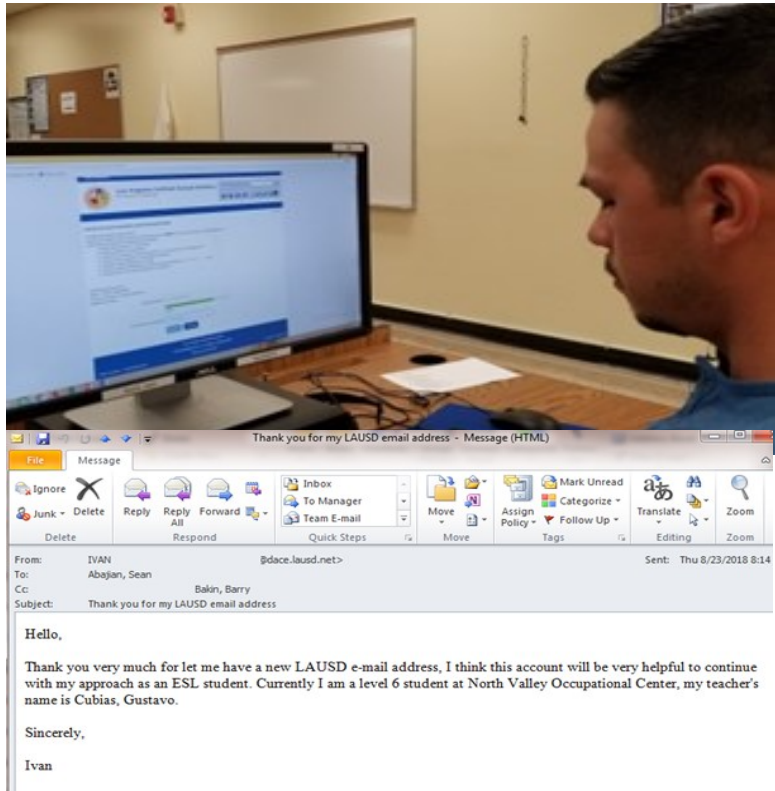 Thank you for my LAUSD email address - Message (HTML)
File Message
Ignore
Junk
Delete
Reply
Reply All
Forward
Inbox
To Manager
Team E-mail
Move
Assign Policy
Mark Unread
Categorize
Follow Up
Translate
Zoom
Delete Respond Quick Steps Move Tags Editing Zoom
From: IVAN @dace.lausd.net> Sent: Thu 8/23/2018 8:14
To: Abajian, Sean
Cc: Bakin, Barry
Subject: Thank you for my LAUSD email address
Hello,
Thank you very much for let me have a new LAUSD e-mail address, I think this account will be very helpful to continue
with my approach as an ESL student. Currently I am a level 6 student at North Valley Occupational Center, my teacher's
name is Cubias, Gustavo.
Sincerely,
Ivan